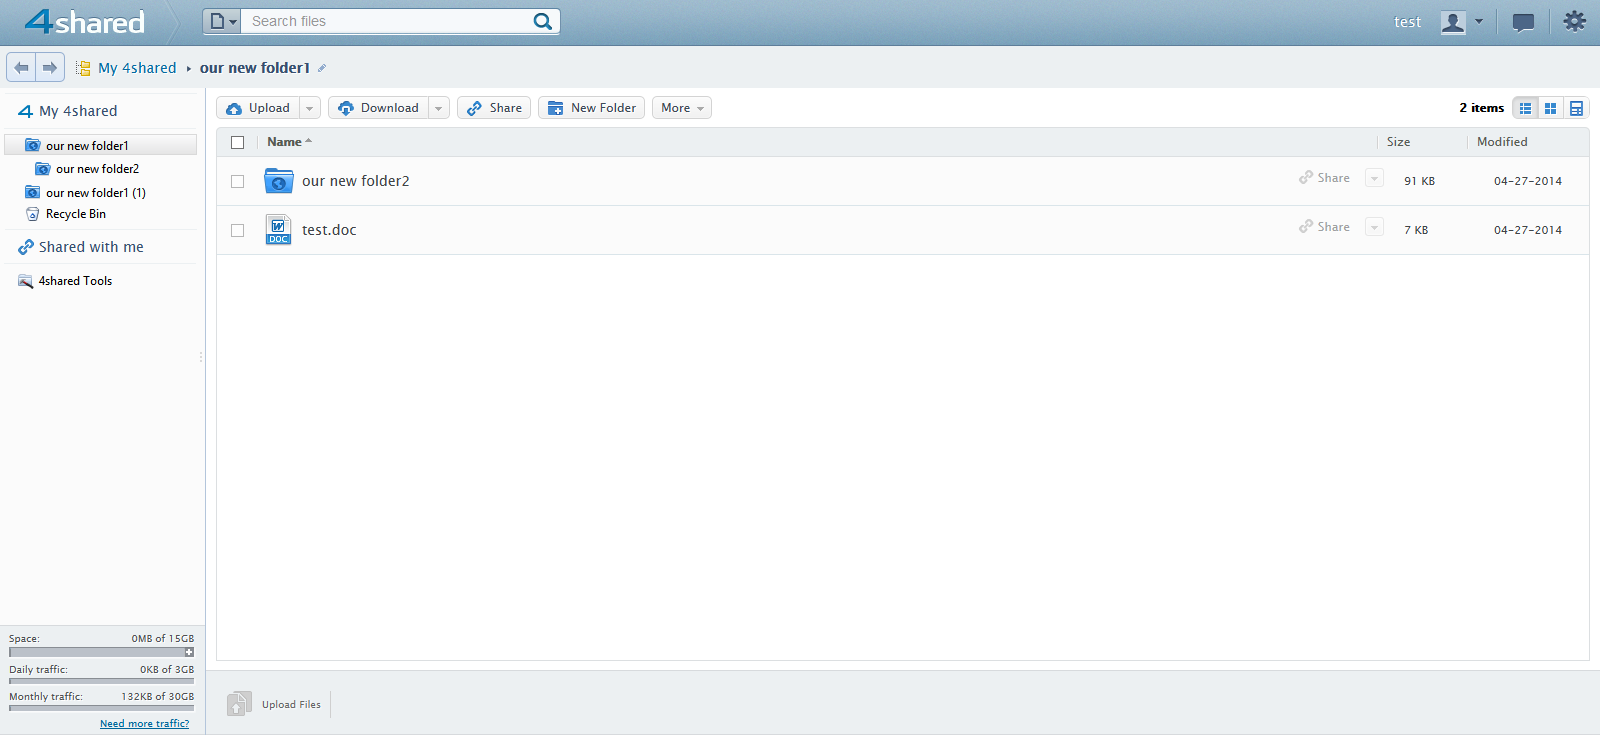 4shared
Search files
test
My 4shared
our new folder1
My 4shared
our new folder1
our new folder2
our new folder1 (1)
Recycle Bin
Shared with me
4shared Tools
Upload
Download
Share
New Folder
More
2 items
Name
Size
Modified
our new folder2
Share
91 KB
04-27-2014
DOC
test.doc
Share
7 KB
04-27-2014
Space: 0MB of 15GB
Daily traffic: 0KB of 3GB
Monthly traffic: 132KB of 30GB
Need more traffic?
Upload Files